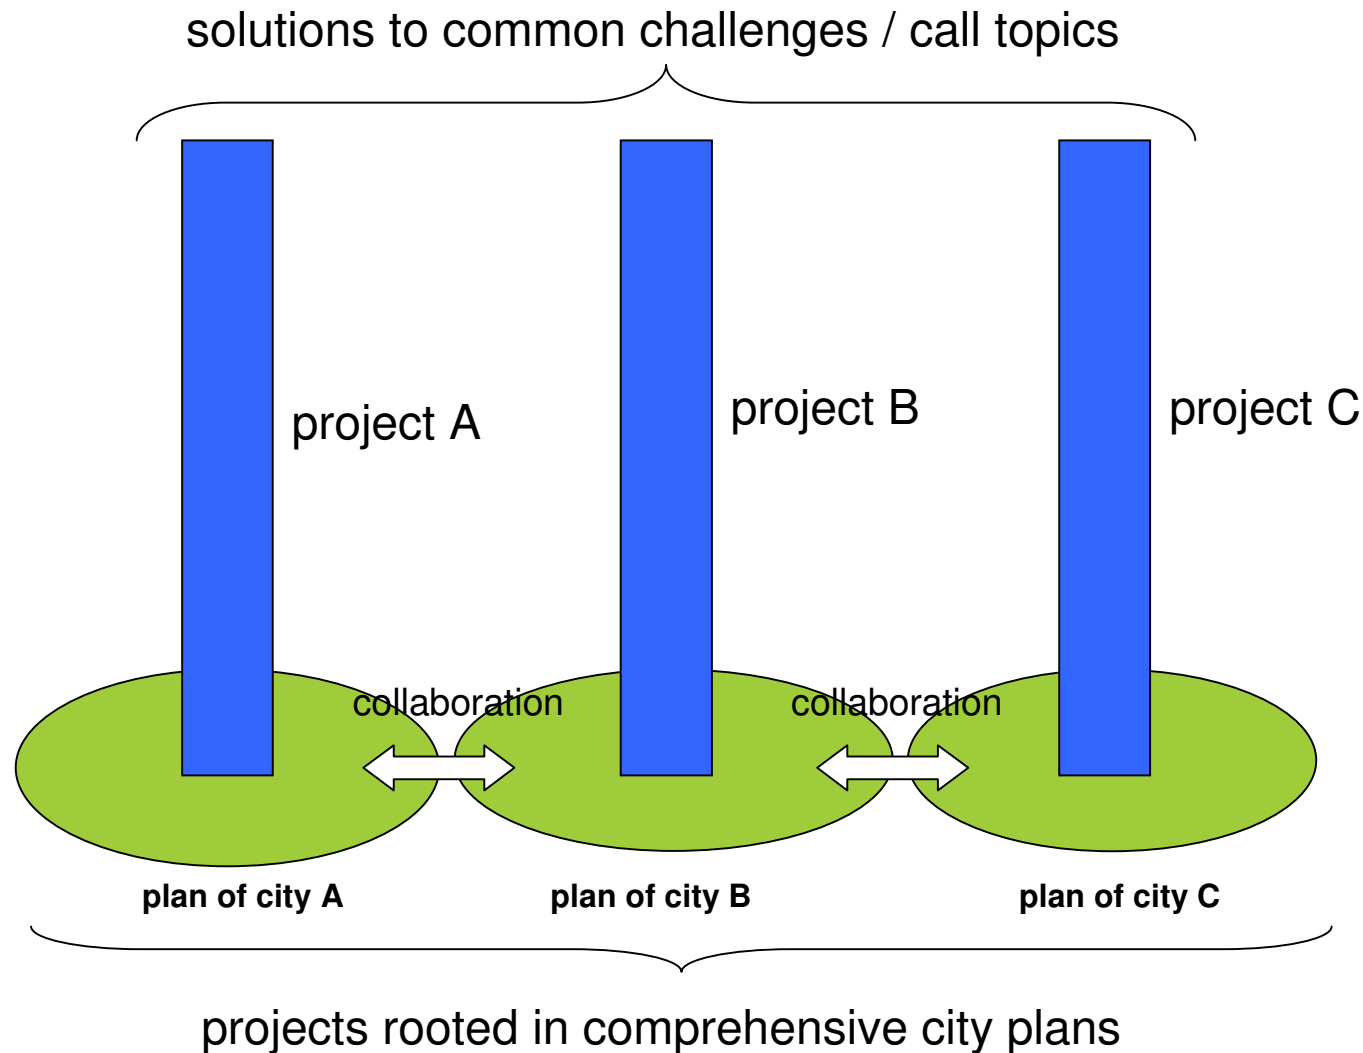 solutions to common challenges / call topics
project A
project B
project C
collaboration
collaboration
plan of city A
plan of city B
plan of city C
projects rooted in comprehensive city plans